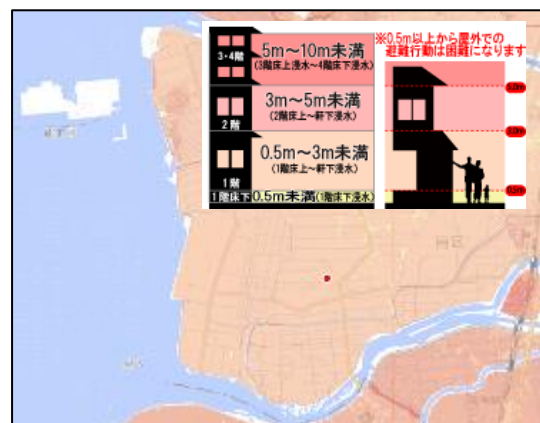 5m～10m未満
(3階床上浸水～4階床下浸水)
3・4階
3m～5m未満
(2階床上～軒下浸水)
2階
0.5m～3m未満
(1階床上～軒下浸水)
1階
1階床下 0.5m未満(1階床下浸水)
※0.5m以上から屋外での
避難行動は困難になります
5.0m
3.0m
0.5m